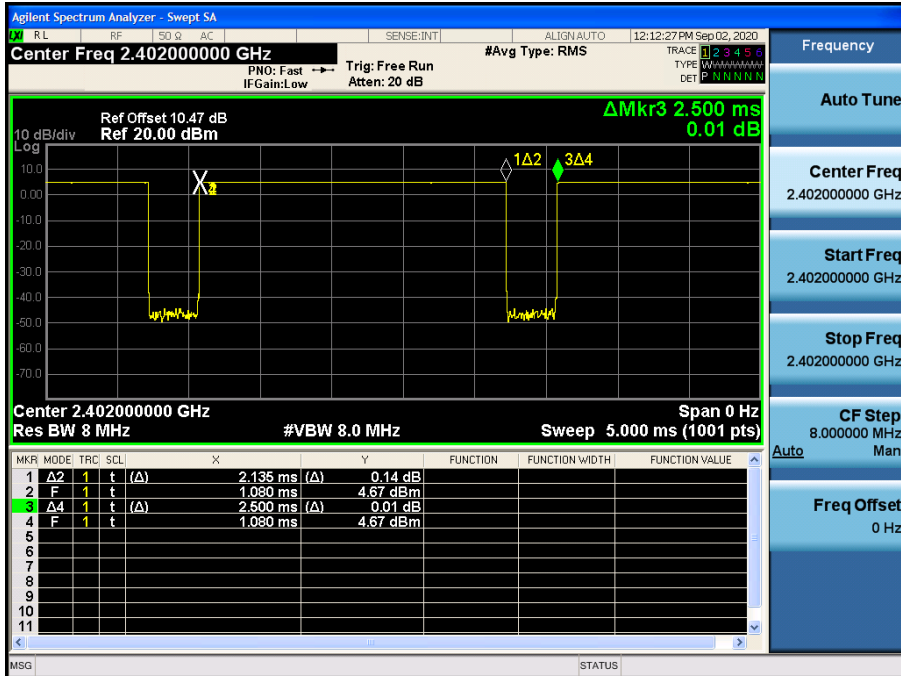 Agilent Spectrum Analyzer - Swept SA
LXI RL RF 50 Ω AC SENSE:INT ALIGN AUTO 12:12:27 PM Sep 02, 2020
Center Freq 2.402000000 GHz #Avg Type: RMS TRACE 1 2 3 4 5 6
PNO: Fast Trig: Free Run TYPE WWWWWW
IFGain:Low Atten: 20 dB DET P N N N N N
Frequency
Auto Tune
Center Freq
2.402000000 GHz
Start Freq
2.402000000 GHz
Stop Freq
2.402000000 GHz
CF Step
8.000000 MHz
Auto Man
Freq Offset
0 Hz
ΔMkr3 2.500 ms
0.01 dB
Ref Offset 10.47 dB
10 dB/div Ref 20.00 dBm
Log
10.0
0.00
-10.0
-20.0
-30.0
-40.0
-50.0
-60.0
-70.0
1Δ2 3Δ4
Center 2.402000000 GHz Span 0 Hz
Res BW 8 MHz #VBW 8.0 MHz Sweep 5.000 ms (1001 pts)
MKR MODE TRC SCL X Y FUNCTION FUNCTION WIDTH FUNCTION VALUE
1 Δ2 1 t (Δ) 2.135 ms (Δ) 0.14 dB
2 F 1 t 1.080 ms 4.67 dBm
3 Δ4 1 t (Δ) 2.500 ms (Δ) 0.01 dB
4 F 1 t 1.080 ms 4.67 dBm
5
6
7
8
9
10
11
MSG STATUS